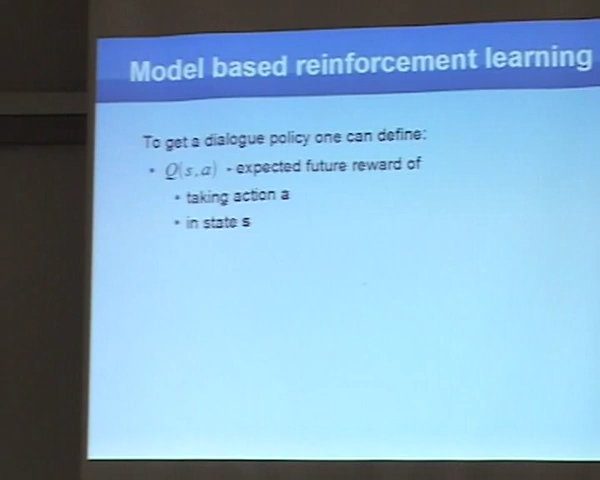 Model based reinforcement learning
To get a dialogue policy one can define:
• Q(s,a) - expected future reward of
• taking action a
• in state s